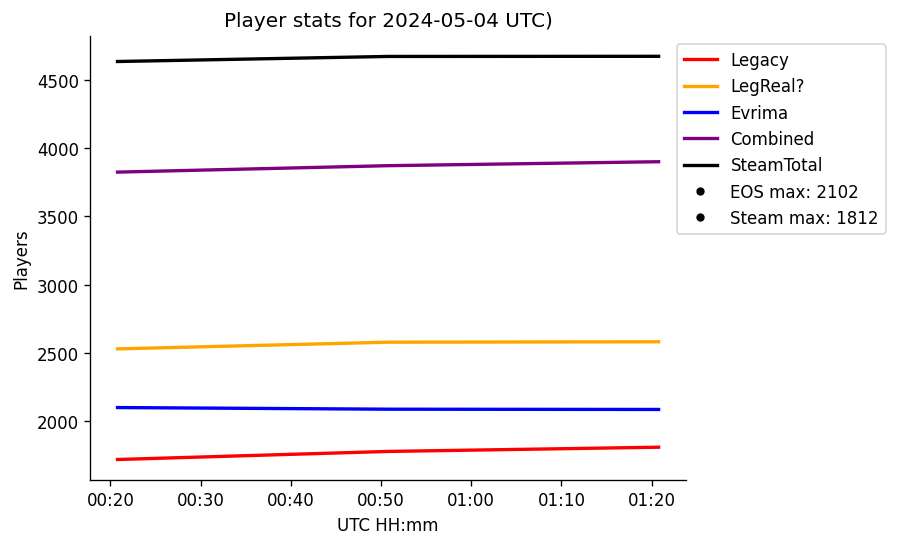 Player stats for 2024-05-04 UTC)
Legacy
LegReal?
Evrima
Combined
SteamTotal
EOS max: 2102
Steam max: 1812
4500
4000
3500
3000
2500
2000
Players
00:20 00:30 00:40 00:50 01:00 01:10 01:20
UTC HH:mm